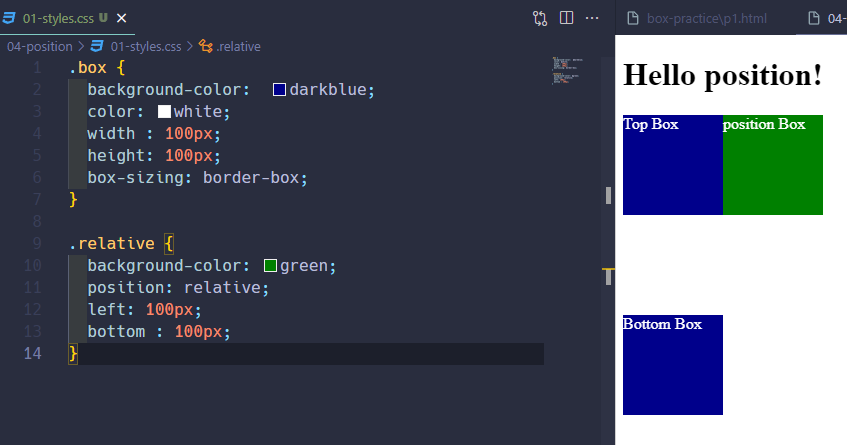 01-styles.css U
04-position > 01-styles.css > .relative
1 .box {
2 background-color: darkblue;
3 color: white;
4 width : 100px;
5 height: 100px;
6 box-sizing: border-box;
7 }
8
9 .relative {
10 background-color: green;
11 position: relative;
12 left: 100px;
13 bottom : 100px;
14 }
box-practice\p1.html
04-
Hello position!
Top Box
position Box
Bottom Box